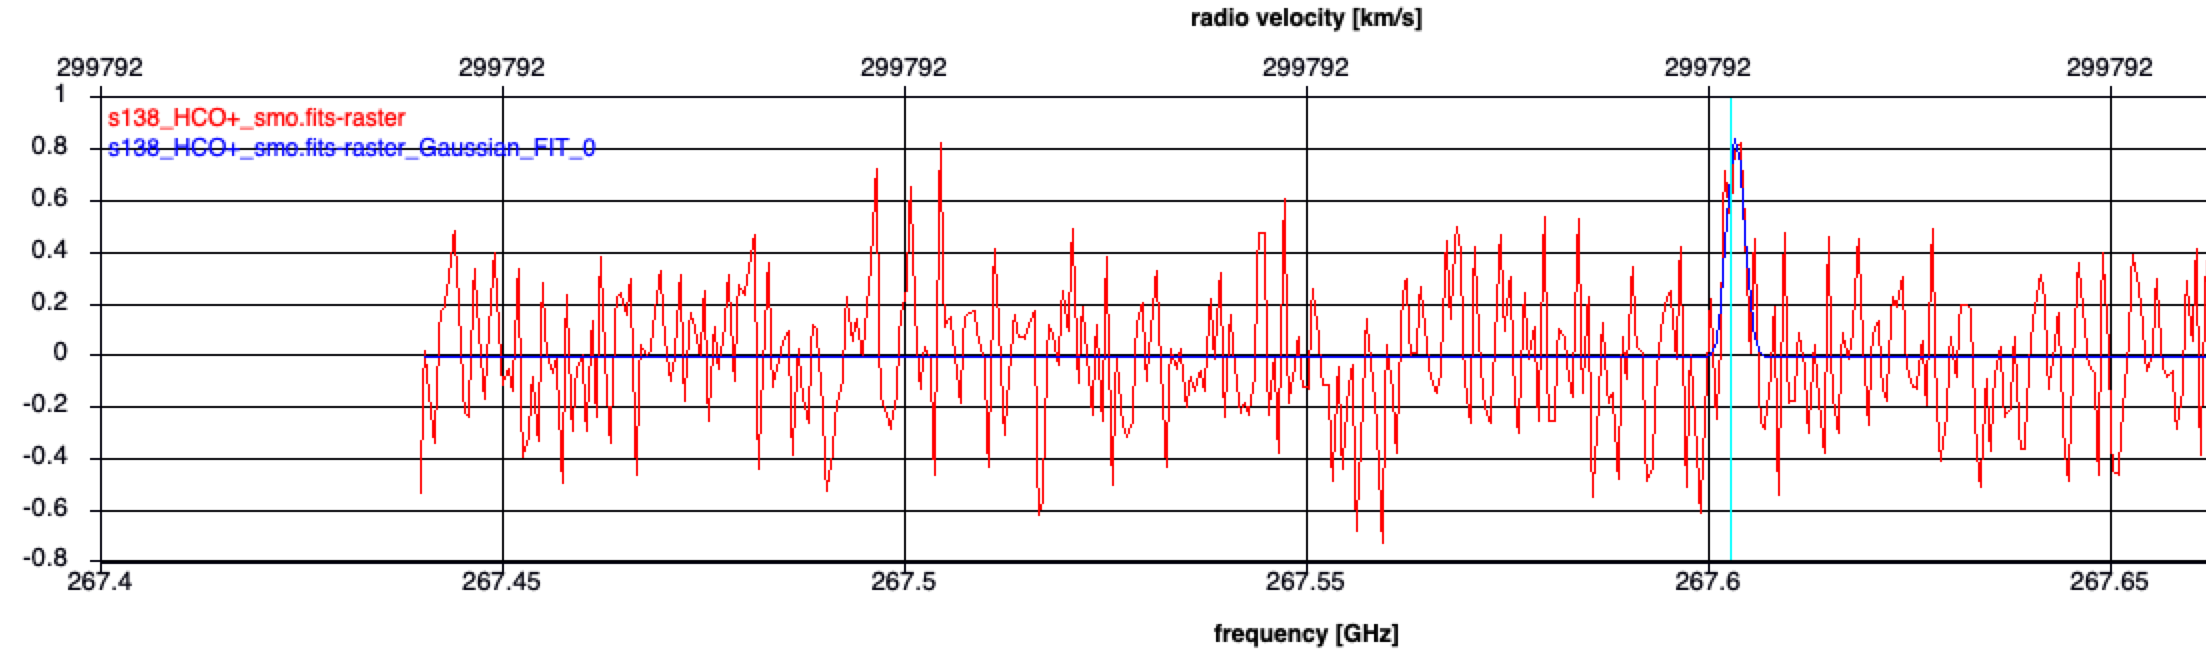 radio velocity [km/s]
299792 299792 299792 299792 299792 299792
1
s138_HCO+_smo.fits-raster
0.8
s138_HCO+_smo.fits-raster_Gaussian_FIT_0
0.6
0.4
0.2
0
-0.2
-0.4
-0.6
-0.8
267.4 267.45 267.5 267.55 267.6 267.65
frequency [GHz]